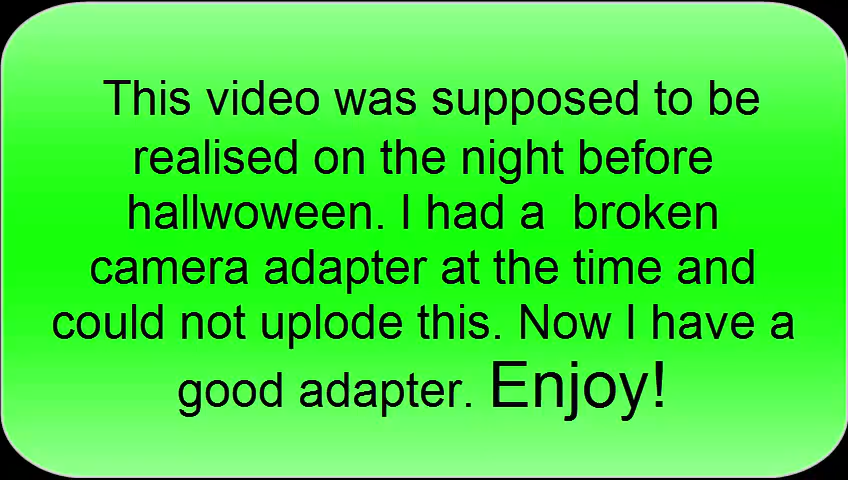 This video was supposed to be
realised on the night before
hallwoween. I had a  broken
camera adapter at the time and
could not uplode this. Now I have a
good adapter. Enjoy!